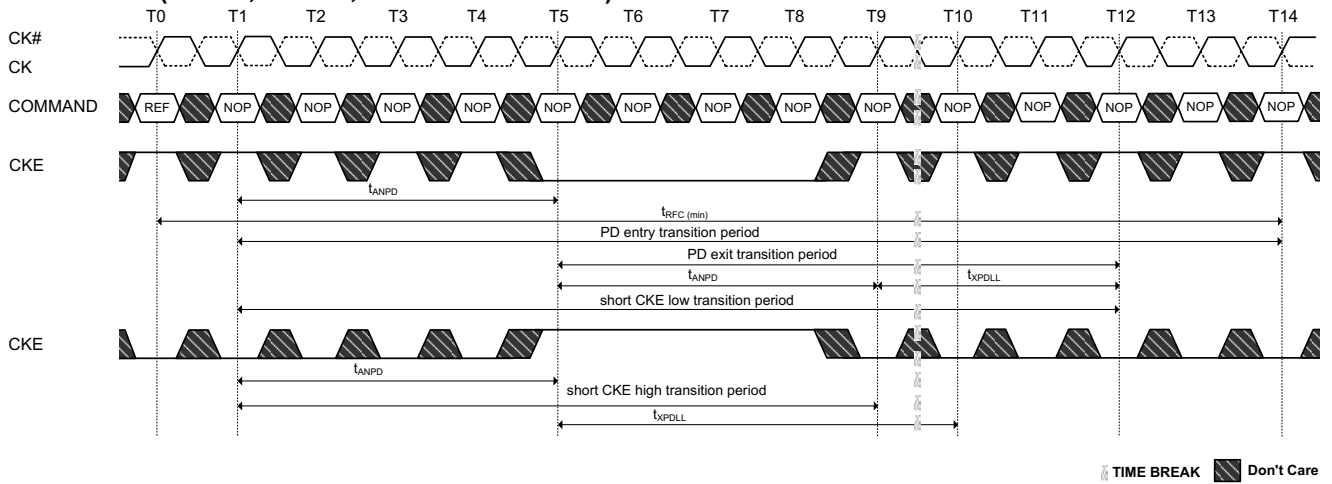 T0 T1 T2 T3 T4 T5 T6 T7 T8 T9 T10 T11 T12 T13 T14
CK#
CK
COMMAND REF NOP NOP NOP NOP NOP NOP NOP NOP NOP NOP NOP NOP NOP NOP
CKE
tANPD
tRFC (min)
PD entry transition period
PD exit transition period
tANPD tXPDLL
short CKE low transition period
CKE
tANPD
short CKE high transition period
tXPDLL
TIME BREAK Don't Care